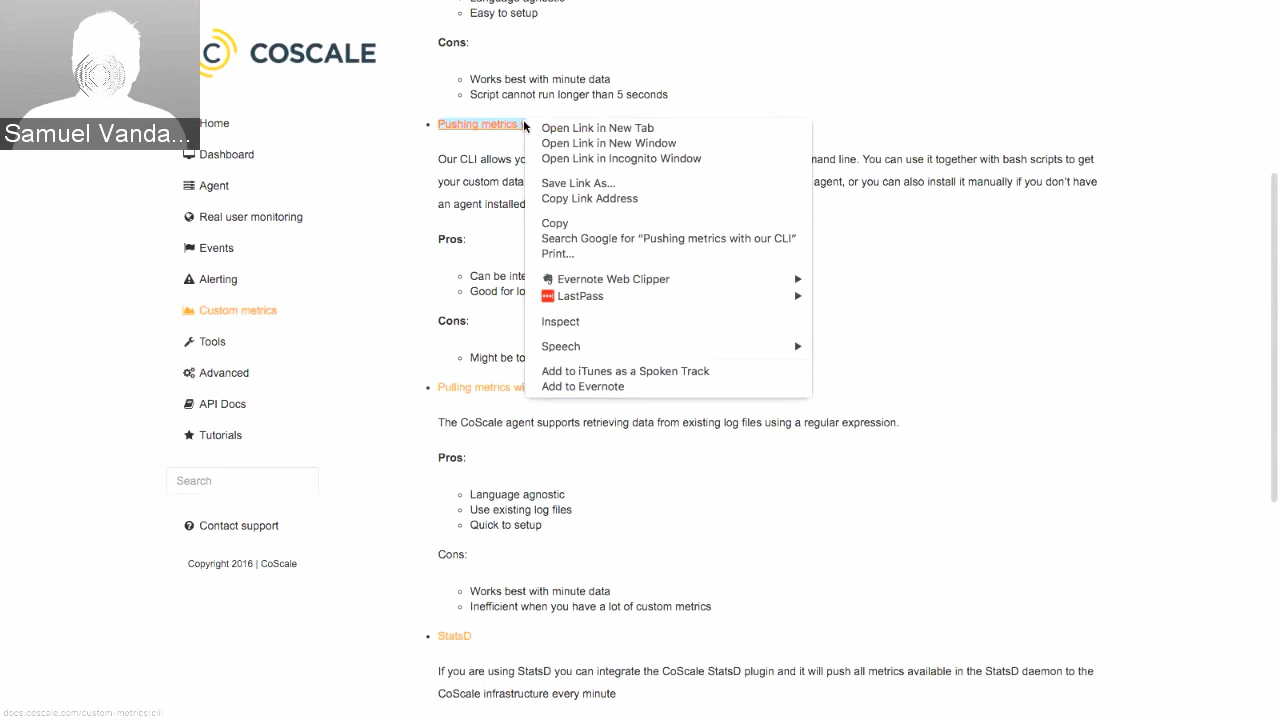 Language agnostic
Easy to setup
C COSCALE
Cons:
Works best with minute data
Script cannot run longer than 5 seconds
Samuel Vanda...
Home
Dashboard
Agent
Real user monitoring
Events
Alerting
Custom metrics
Tools
Advanced
API Docs
Tutorials
Search
Contact support
Copyright 2016 | CoScale
Pushing metrics
Our CLI allows yo
mand line. You can use it together with bash scripts to get
your custom data
agent, or you can also install it manually if you don't have
an agent installed
Pros:
Can be inte
Good for lo
Cons:
Might be to
Pulling metrics wi
Open Link in New Tab
Open Link in New Window
Open Link in Incognito Window
Save Link As...
Copy Link Address
Copy
Search Google for “Pushing metrics with our CLI”
Print...
Evernote Web Clipper
LastPass
Inspect
Speech
Add to iTunes as a Spoken Track
Add to Evernote
The CoScale agent supports retrieving data from existing log files using a regular expression.
Pros:
Language agnostic
Use existing log files
Quick to setup
Cons:
Works best with minute data
Inefficient when you have a lot of custom metrics
StatsD
If you are using StatsD you can integrate the CoScale StatsD plugin and it will push all metrics available in the StatsD daemon to the
CoScale infrastructure every minute
docs.coscale.com/custom-metrics/cli/